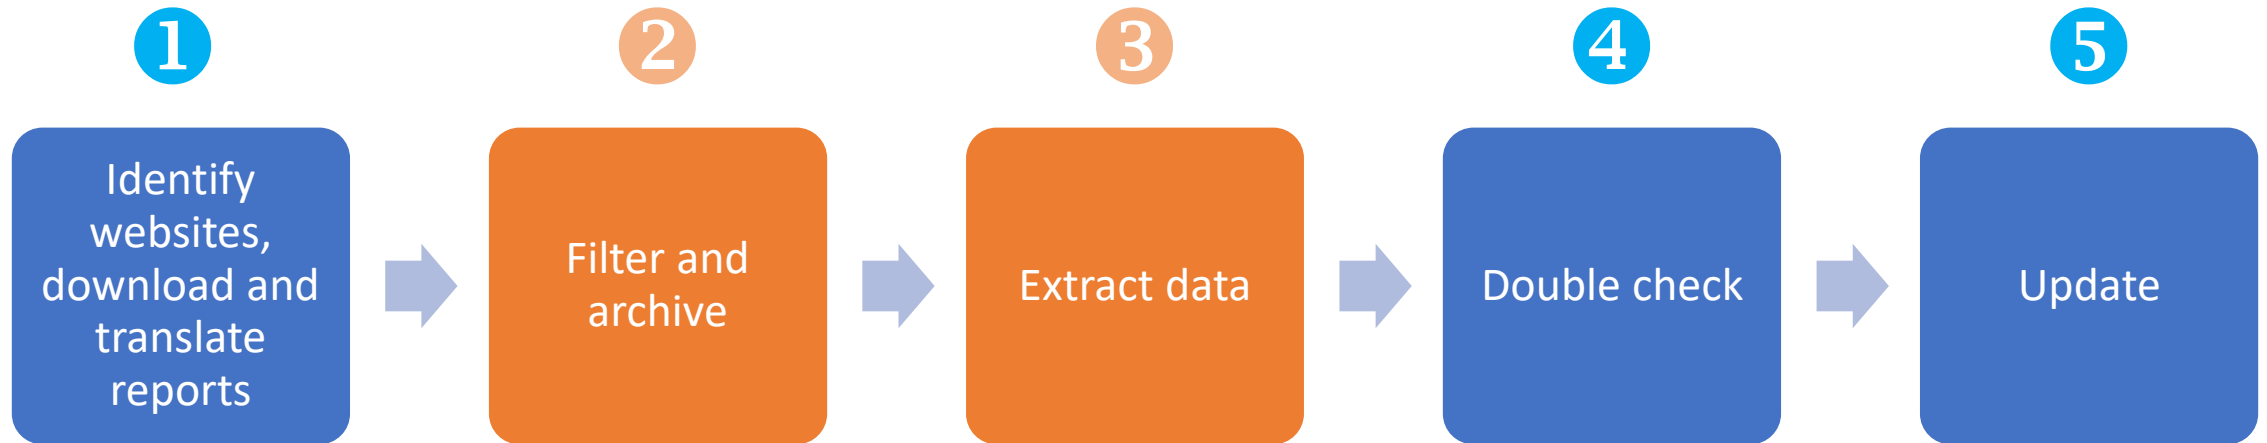 1
Identify
websites,
download and
translate
reports
2
Filter and
archive
3
Extract data
4
Double check
5
Update